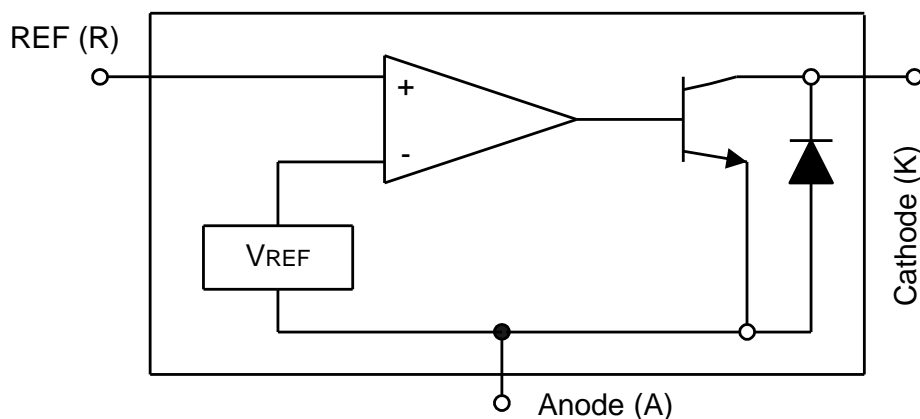 REF (R)
+
-
VREF
Cathode (K)
Anode (A)